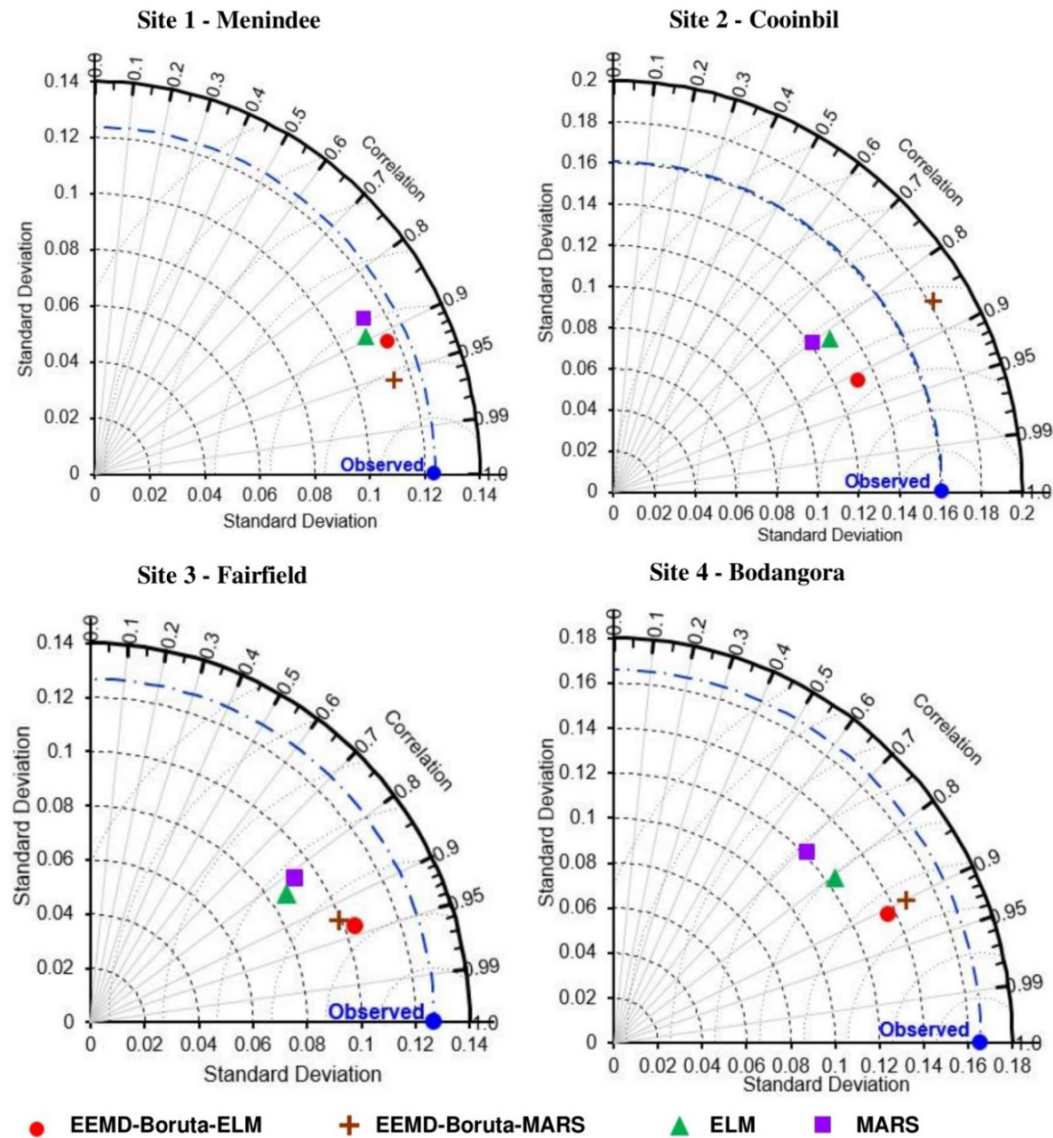 Site 1 - Menindee
Site 2 - Cooinbil
0.0 0.1 0.2 0.3 0.4 0.5 0.6 0.7 0.8 0.9 0.95 0.99 1.0
Correlation
0.14
0.12
0.1
0.08
0.06
0.04
0.02
0
Standard Deviation
Observed
0 0.02 0.04 0.06 0.08 0.1 0.12 0.14
Standard Deviation
0.0 0.1 0.2 0.3 0.4 0.5 0.6 0.7 0.8 0.9 0.95 0.99 1.0
Correlation
0.2
0.18
0.16
0.14
0.12
0.1
0.08
0.06
0.04
0.02
0
Standard Deviation
Observed
0 0.02 0.04 0.06 0.08 0.1 0.12 0.14 0.16 0.18 0.2
Standard Deviation
Site 3 - Fairfield
Site 4 - Bodangora
0.0 0.1 0.2 0.3 0.4 0.5 0.6 0.7 0.8 0.9 0.95 0.99 1.0
Correlation
0.14
0.12
0.1
0.08
0.06
0.04
0.02
0
Standard Deviation
Observed
0 0.02 0.04 0.06 0.08 0.1 0.12 0.14
Standard Deviation
0.0 0.1 0.2 0.3 0.4 0.5 0.6 0.7 0.8 0.9 0.95 0.99 1.0
Correlation
0.18
0.16
0.14
0.12
0.1
0.08
0.06
0.04
0.02
0
Standard Deviation
Observed
0 0.02 0.04 0.06 0.08 0.1 0.12 0.14 0.16 0.18
Standard Deviation
EEMD-Boruta-ELM EEMD-Boruta-MARS ELM MARS